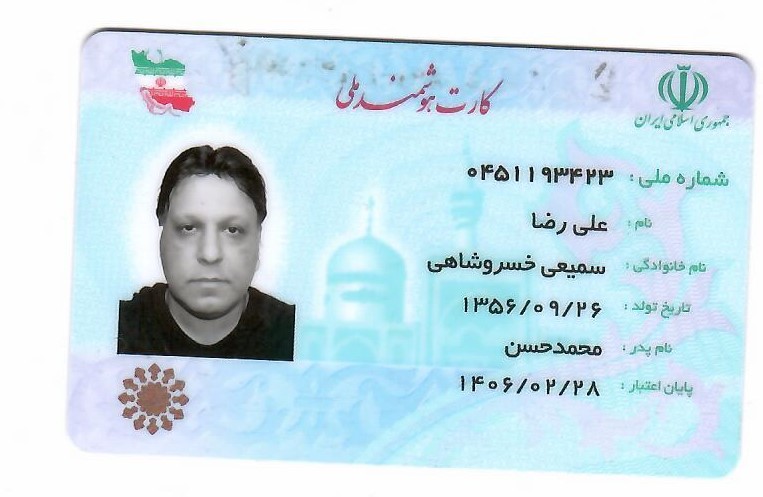 کارت هوشمند ملی
جمهوری اسلامی ایران
شماره ملی: ۰۴۵۱۱۹۳۴۲۳
نام: علی رضا
نام خانوادگی: سمیعی خسروشاهی
تاریخ تولد: ۱۳۵۶/۰۹/۲۶
نام پدر: محمدحسن
پایان اعتبار: ۱۴۰۶/۰۲/۲۸